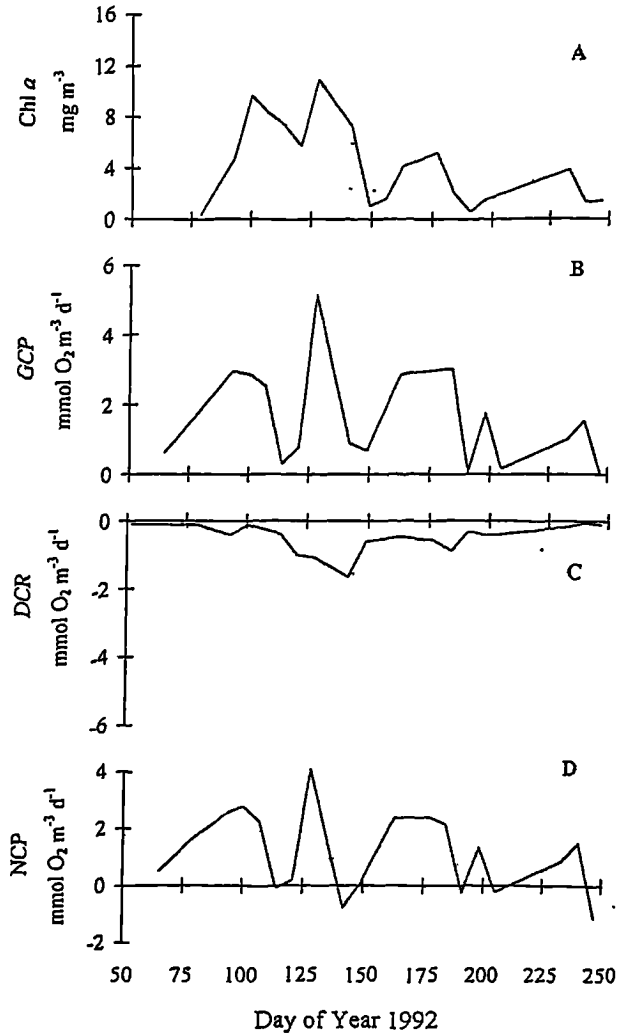 16
12
8
4
0
Chl a
mg m-3
A
6
4
2
0
GCP
mmol O2 m-3 d-1
B
0
-2
-4
-6
DCR
mmol O2 m-3 d-1
C
4
2
0
-2
NCP
mmol O2 m-3 d-1
D
50 75 100 125 150 175 200 225 250
Day of Year 1992